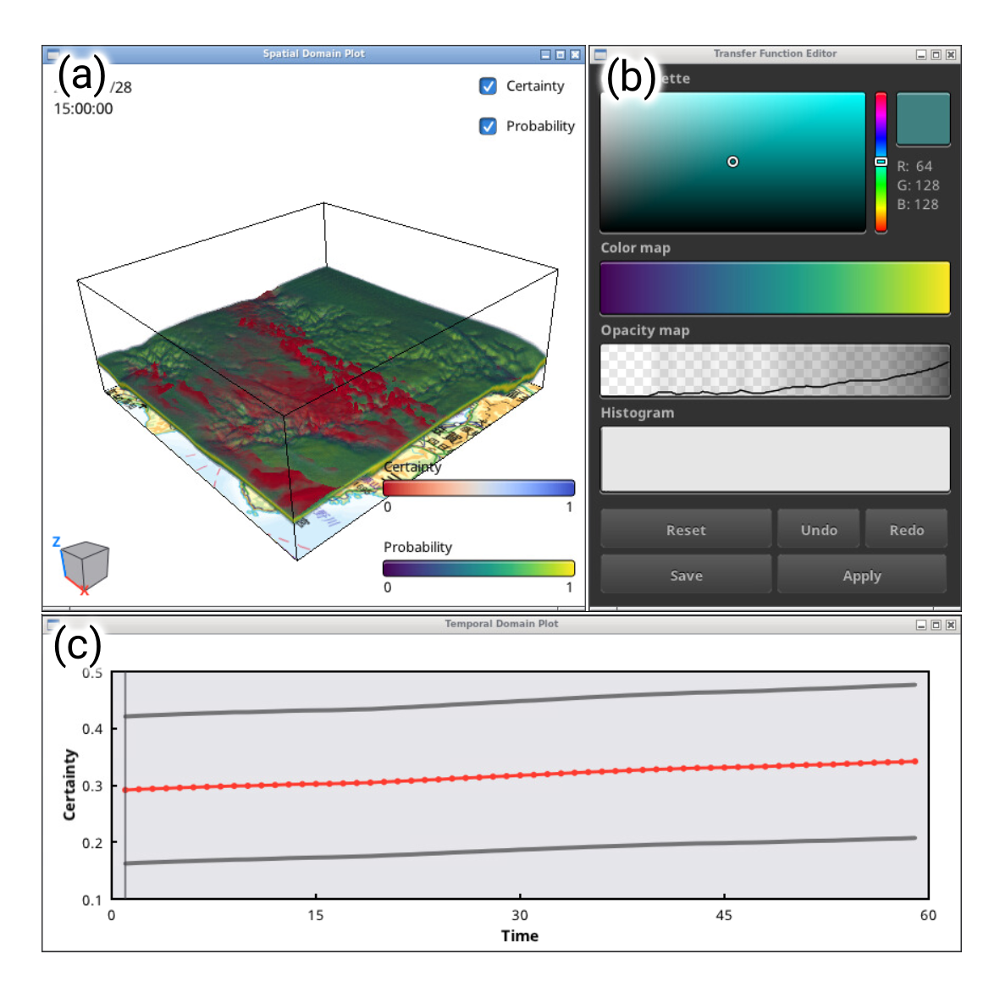 (a)
Spatial Domain Plot
/28
15:00:00
Certainty
Probability
Certainty
0 1
Probability
0 1
Z
X
(b)
Transfer Function Editor
ette
R: 64
G: 128
B: 128
Color map
Opacity map
Histogram
Reset Undo Redo
Save Apply
(c)
Temporal Domain Plot
0.5
0.4
0.3
0.2
0.1
Certainty
0 15 30 45 60
Time